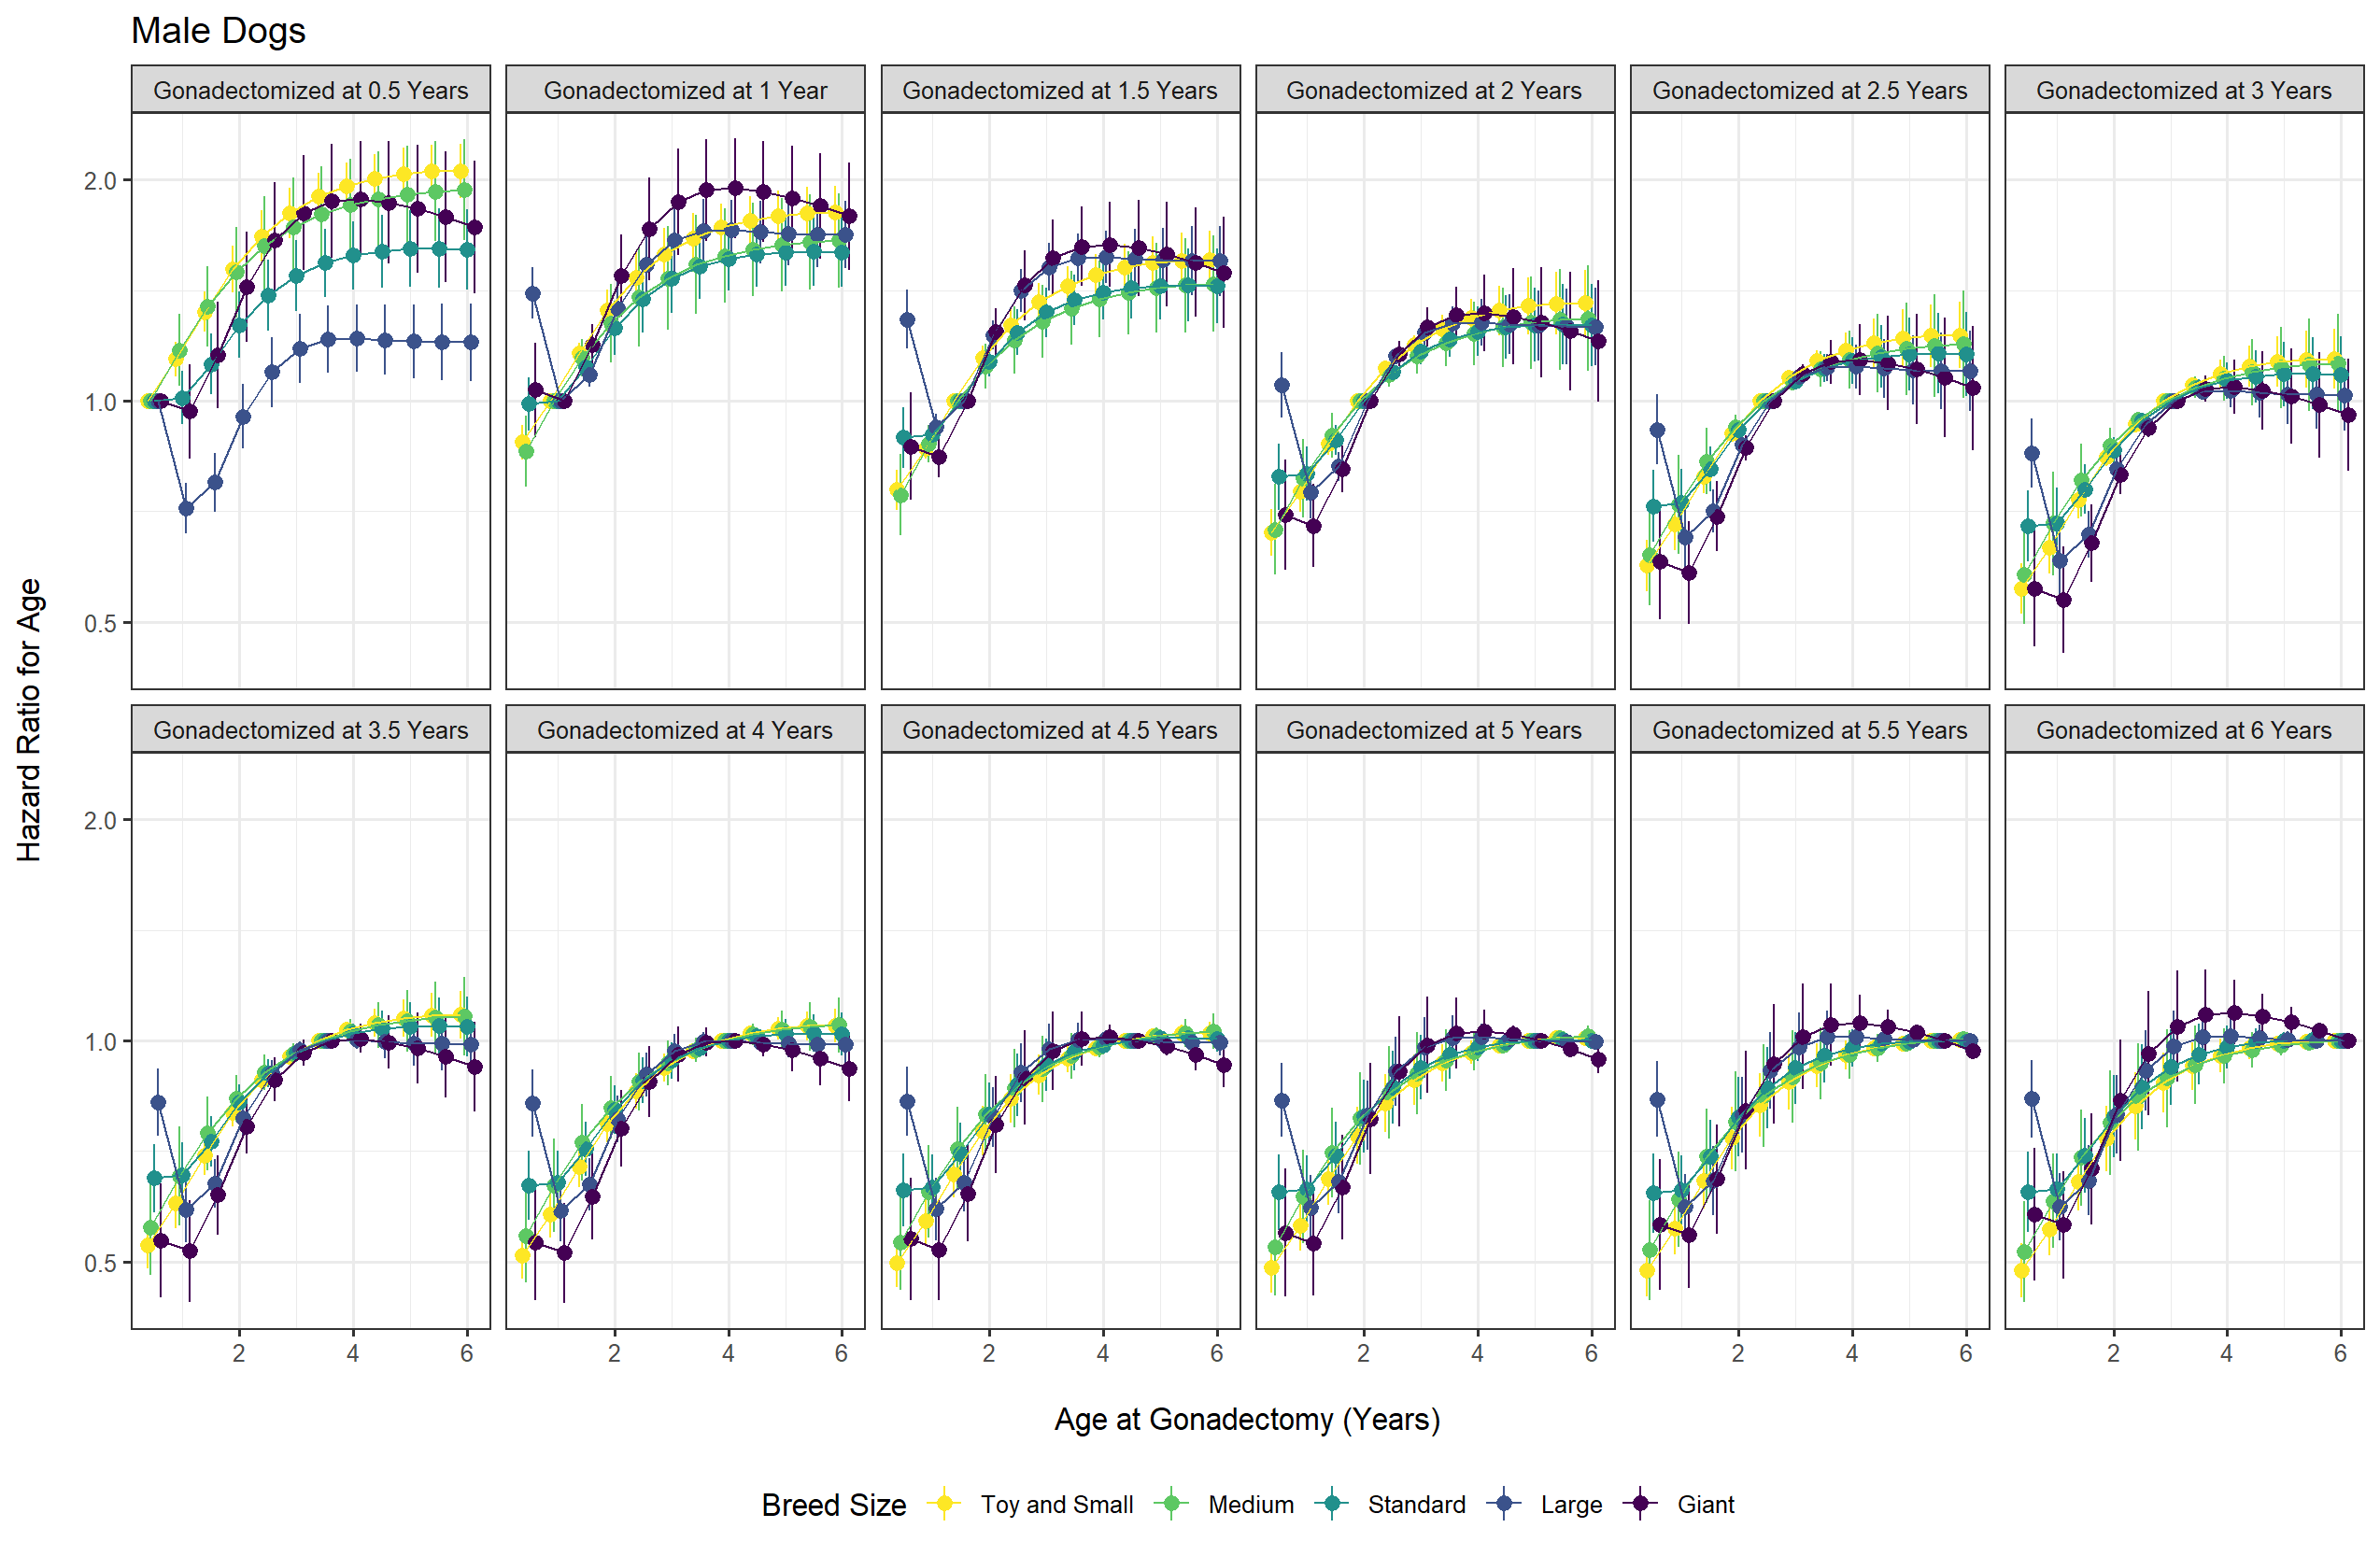 Male Dogs
Gonadectomized at 0.5 Years
Gonadectomized at 1 Year
Gonadectomized at 1.5 Years
Gonadectomized at 2 Years
Gonadectomized at 2.5 Years
Gonadectomized at 3 Years
2.0
1.0
0.5
Hazard Ratio for Age
Gonadectomized at 3.5 Years
Gonadectomized at 4 Years
Gonadectomized at 4.5 Years
Gonadectomized at 5 Years
Gonadectomized at 5.5 Years
Gonadectomized at 6 Years
2.0
1.0
0.5
2 4 6
2 4 6
2 4 6
2 4 6
2 4 6
2 4 6
Age at Gonadectomy (Years)
Breed Size Toy and Small Medium Standard Large Giant